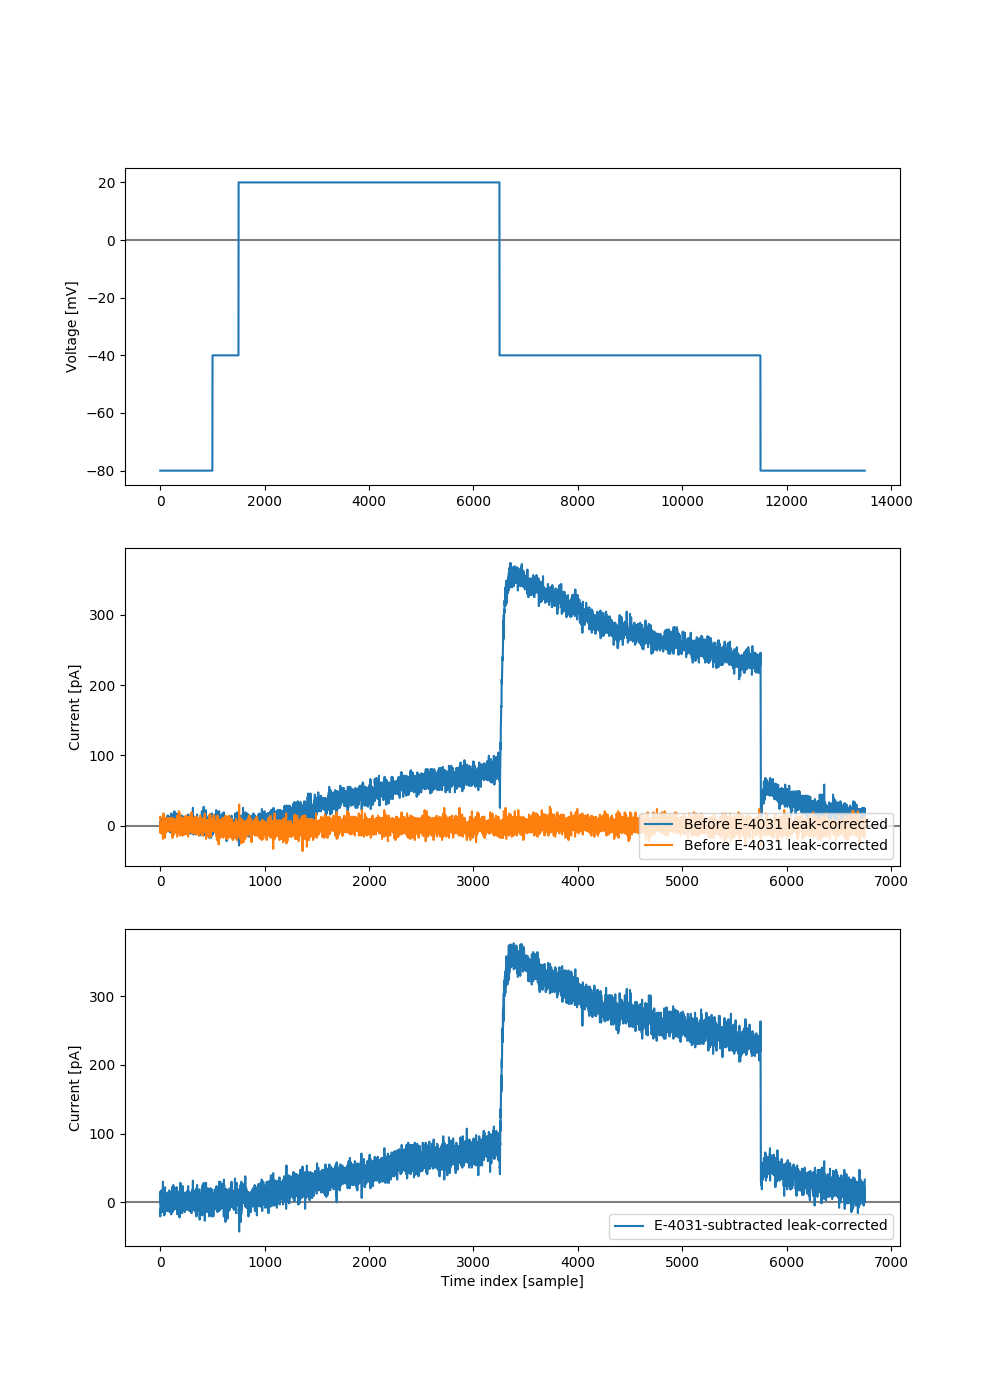 Voltage [mV]
20
0
−20
−40
−60
−80
0 2000 4000 6000 8000 10000 12000 14000
Current [pA]
300
200
100
0
Before E-4031 leak-corrected
Before E-4031 leak-corrected
0 1000 2000 3000 4000 5000 6000 7000
Current [pA]
300
200
100
0
E-4031-subtracted leak-corrected
0 1000 2000 3000 4000 5000 6000 7000
Time index [sample]